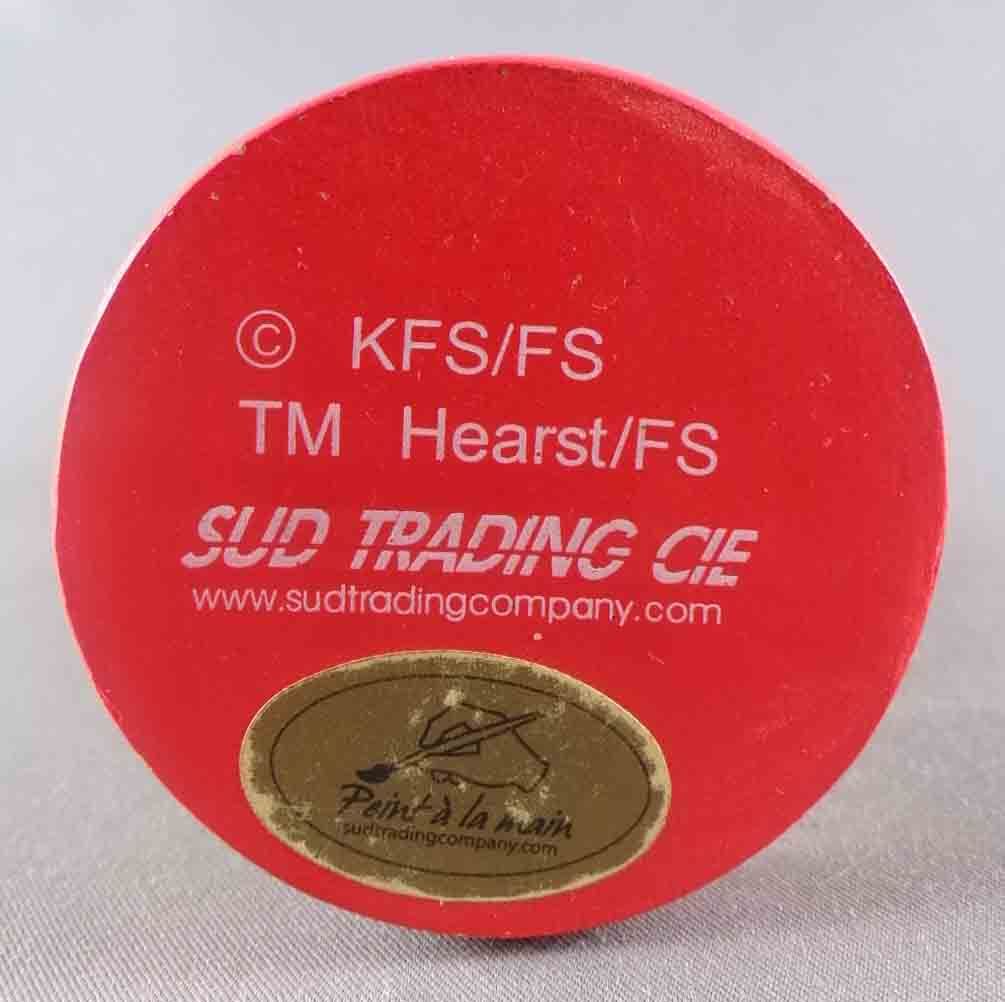 © KFS/FS
TM Hearst/FS
SUD TRADING CIE
www.sudtradingcompany.com
Peint à la main
sudtradingcompany.com